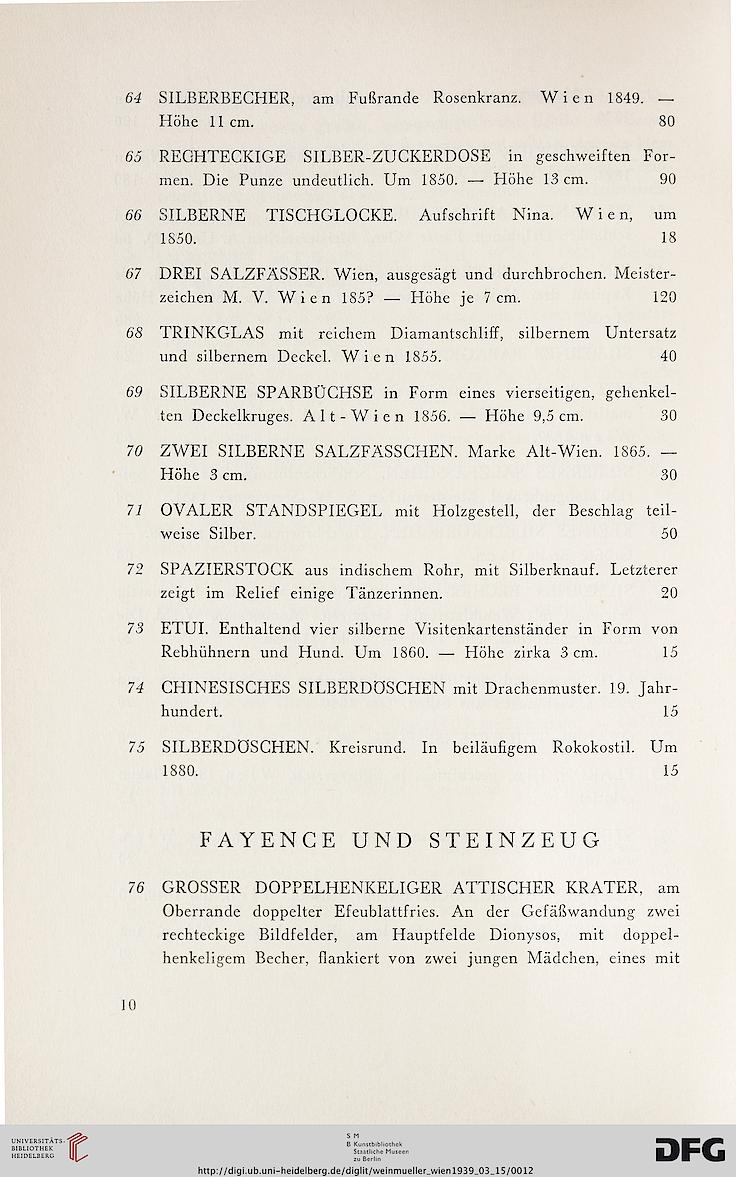 64 SILBERBECHER, am Fußrande Rosenkranz. Wien 1849. —
Höhe 11 cm. 80
65 RECHTECKIGE SILBER-ZUCKERDOSE in geschweiften For-
men. Die Punze undeutlich. Um 1850. — Höhe 13 cm. 90
66 SILBERNE TISCHGLOCKE. Aufschrift Nina. Wien, um
1850. 18
67 DREI SALZFÄSSER. Wien, ausgesägt und durchbrochen. Meister-
zeichen M. V. Wien 185? — Höhe je 7 cm. 120
68 TRINKGLAS mit reichem Diamantschliff, silbernem Untersatz
und silbernem Deckel. Wien 1855. 40
69 SILBERNE SPARBÜCHSE in Form eines vierseitigen, gehenkel-
ten Deckelkruges. Alt-Wien 1856. — Höhe 9,5 cm. 30
70 ZWEI SILBERNE SALZFÄSSCHEN. Marke Alt-Wien. 1865. —
Höhe 3 cm. 30
71 OVALER STANDSPIEGEL mit Holzgestell, der Beschlag teil-
weise Silber. 50
72 SPAZIERSTOCK aus indischem Rohr, mit Silberknauf. Letzterer
zeigt im Relief einige Tänzerinnen. 20
73 ETUI. Enthaltend vier silberne Visitenkartenständer in Form von
Rebhühnern und Hund. Um 1860. — Höhe zirka 3 cm. 15
74 CHINESISCHES SILBERDÖSCHEN mit Drachenmuster. 19. Jahr-
hundert. 15
75 SILBERDÖSCHEN. Kreisrund. In beiläufigem Rokokostil. Um
1880. 15
FAYENCE UND STEINZEUG
76 GROSSER DOPPELHENKELIGER ATTISCHER KRATER, am
Oberrande doppelter Efeublattfries. An der Gefäßwandung zwei
rechteckige Bildfelder, am Hauptfelde Dionysos, mit doppel-
henkeligem Becher, flankiert von zwei jungen Mädchen, eines mit
10
UNIVERSITÄTS-
BIBLIOTHEK
HEIDELBERG
S M
B Kunstbibliothek
Staatliche Museen
zu Berlin
DFG
http://digi.ub.uni-heidelberg.de/diglit/weinmueller_wien1939_03_15/0012